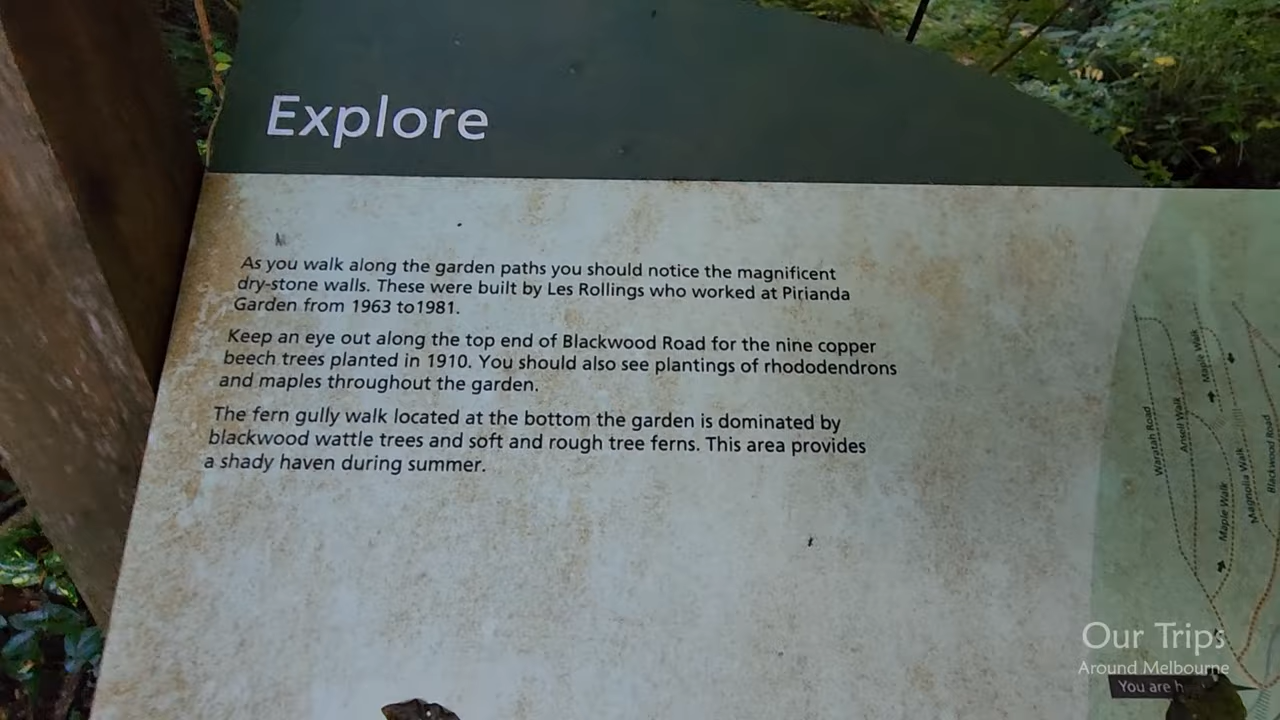 Explore
As you walk along the garden paths you should notice the magnificent
dry-stone walls. These were built by Les Rollings who worked at Pirianda
Garden from 1963 to1981.
Keep an eye out along the top end of Blackwood Road for the nine copper
beech trees planted in 1910. You should also see plantings of rhododendrons
and maples throughout the garden.
The fern gully walk located at the bottom the garden is dominated by
blackwood wattle trees and soft and rough tree ferns. This area provides
a shady haven during summer.
Waratah Road
Ansell Walk
Maple Walk
Maple Walk
Magnolia Walk
Blackwood Road
Our Trips
Around Melbourne
You are